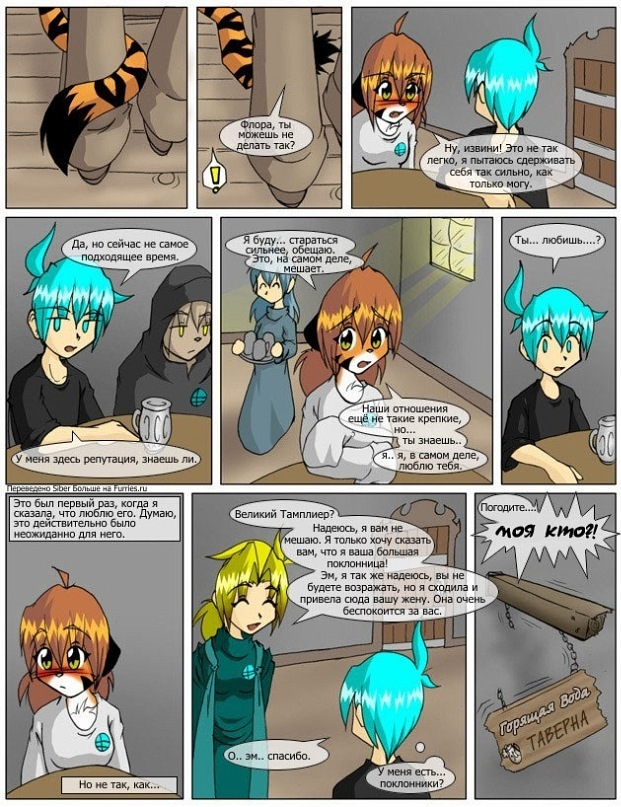 Флора, ты
можешь не
делать так?
!
Ну, извини! Это не так
легко, я пытаюсь сдерживать
себя так сильно, как
только могу.
Да, но сейчас не самое
подходящее время.
У меня здесь репутация, знаешь ли.
Я буду... стараться
сильнее, обещаю.
Это, на самом деле,
мешает.
Наши отношения
ещё не такие крепкие,
но...
ты знаешь..
я.. я, в самом деле,
люблю тебя.
Ты... любишь....?
Переведено Siber Больше на Furries.ru
Это был первый раз, когда я
сказала, что люблю его. Думаю,
это действительно было
неожиданно для него.
Но не так, как...
Великий Тамплиер?
Надеюсь, я вам не
мешаю. Я только хочу сказать
вам, что я ваша большая
поклонница!
Эм, я так же надеюсь, вы не
будете возражать, но я сходила и
привела сюда вашу жену. Она очень
беспокоится за вас.
О.. эм.. спасибо.
У меня есть...
поклонники?
Погодите....
моя кто?!
Горящая Вода
ТАВЕРНА